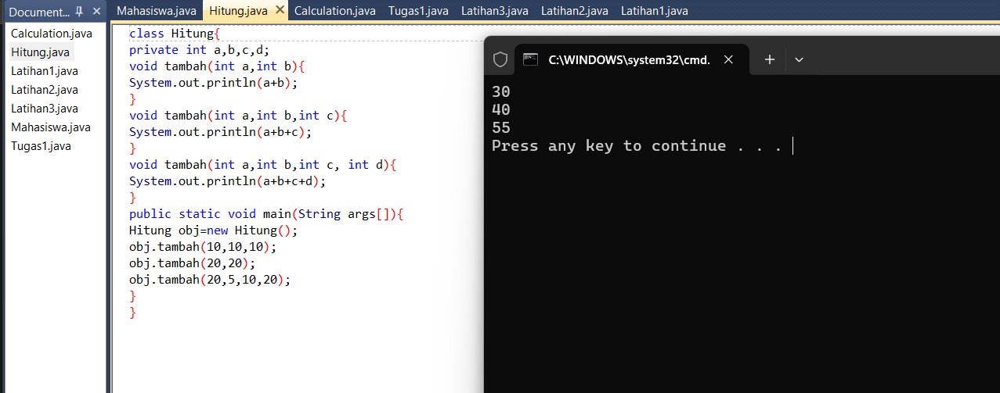 Document...
Calculation.java
Hitung.java
Latihan1.java
Latihan2.java
Latihan3.java
Mahasiswa.java
Tugas1.java
Mahasiswa.java Hitung.java Calculation.java Tugas1.java Latihan3.java Latihan2.java Latihan1.java
class Hitung{
private int a,b,c,d;
void tambah(int a,int b){
System.out.println(a+b);
}
void tambah(int a,int b,int c){
System.out.println(a+b+c);
}
void tambah(int a,int b,int c, int d){
System.out.println(a+b+c+d);
}
public static void main(String args[]){
Hitung obj=new Hitung();
obj.tambah(10,10,10);
obj.tambah(20,20);
obj.tambah(20,5,10,20);
}
}
C:\WINDOWS\system32\cmd.
30
40
55
Press any key to continue . . .